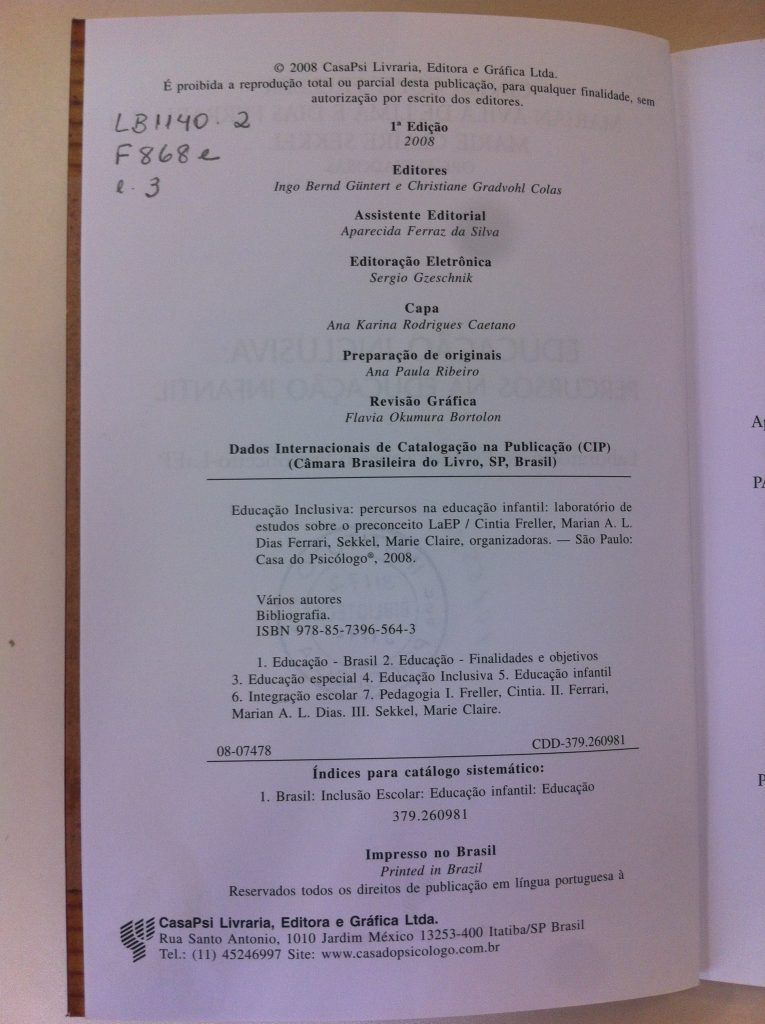 © 2008 CasaPsi Livraria, Editora e Gráfica Ltda.
É proibida a reprodução total ou parcial desta publicação, para qualquer finalidade, sem
autorização por escrito dos editores.
LB1140.2
F868e
e.3
1ª Edição
2008
Editores
Ingo Bernd Güntert e Christiane Gradvohl Colas
Assistente Editorial
Aparecida Ferraz da Silva
Editoração Eletrônica
Sergio Gzeschnik
Capa
Ana Karina Rodrigues Caetano
Preparação de originais
Ana Paula Ribeiro
Revisão Gráfica
Flavia Okumura Bortolon
Dados Internacionais de Catalogação na Publicação (CIP)
(Câmara Brasileira do Livro, SP, Brasil)
Educação Inclusiva: percursos na educação infantil: laboratório de
estudos sobre o preconceito LaEP / Cintia Freller, Marian A. L.
Dias Ferrari, Sekkel, Marie Claire, organizadoras. — São Paulo:
Casa do Psicólogo®, 2008.
Vários autores
Bibliografia.
ISBN 978-85-7396-564-3
1. Educação - Brasil 2. Educação - Finalidades e objetivos
3. Educação especial 4. Educação Inclusiva 5. Educação infantil
6. Integração escolar 7. Pedagogia I. Freller, Cintia. II. Ferrari,
Marian A. L. Dias. III. Sekkel, Marie Claire.
08-07478 CDD-379.260981
Índices para catálogo sistemático:
1. Brasil: Inclusão Escolar: Educação infantil: Educação
379.260981
Impresso no Brasil
Printed in Brazil
Reservados todos os direitos de publicação em língua portuguesa à
CasaPsi Livraria, Editora e Gráfica Ltda.
Rua Santo Antonio, 1010 Jardim México 13253-400 Itatiba/SP Brasil
Tel.: (11) 45246997 Site: www.casadopsicologo.com.br